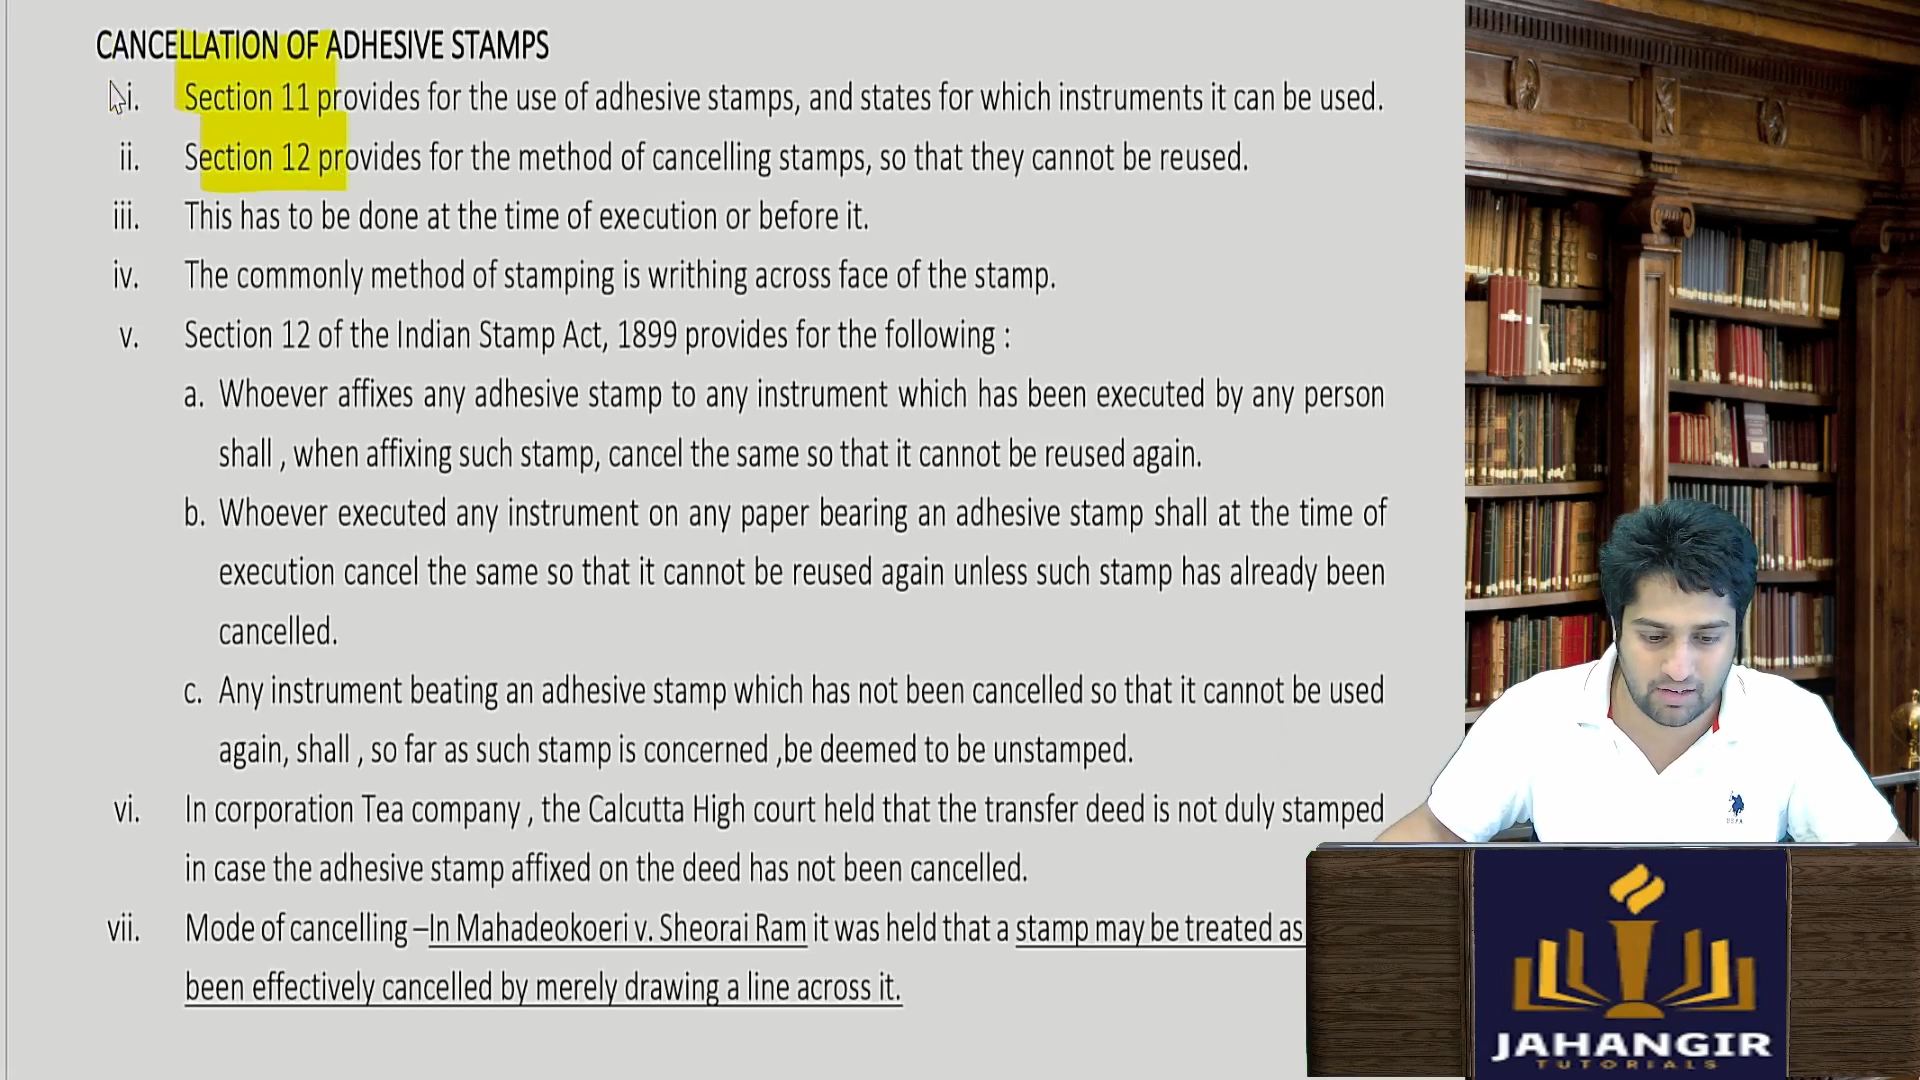 CANCELLATION OF ADHESIVE STAMPS
i. Section 11 provides for the use of adhesive stamps, and states for which instruments it can be used.
ii. Section 12 provides for the method of cancelling stamps, so that they cannot be reused.
iii. This has to be done at the time of execution or before it.
iv. The commonly method of stamping is writhing across face of the stamp.
v. Section 12 of the Indian Stamp Act, 1899 provides for the following :
a. Whoever affixes any adhesive stamp to any instrument which has been executed by any person
shall , when affixing such stamp, cancel the same so that it cannot be reused again.
b. Whoever executed any instrument on any paper bearing an adhesive stamp shall at the time of
execution cancel the same so that it cannot be reused again unless such stamp has already been
cancelled.
c. Any instrument beating an adhesive stamp which has not been cancelled so that it cannot be used
again, shall , so far as such stamp is concerned ,be deemed to be unstamped.
vi. In corporation Tea company , the Calcutta High court held that the transfer deed is not duly stamped
in case the adhesive stamp affixed on the deed has not been cancelled.
vii. Mode of cancelling –In Mahadeokoeri v. Sheorai Ram it was held that a stamp may be treated as
been effectively cancelled by merely drawing a line across it.
USPA
JAHANGIR
TUTORIALS